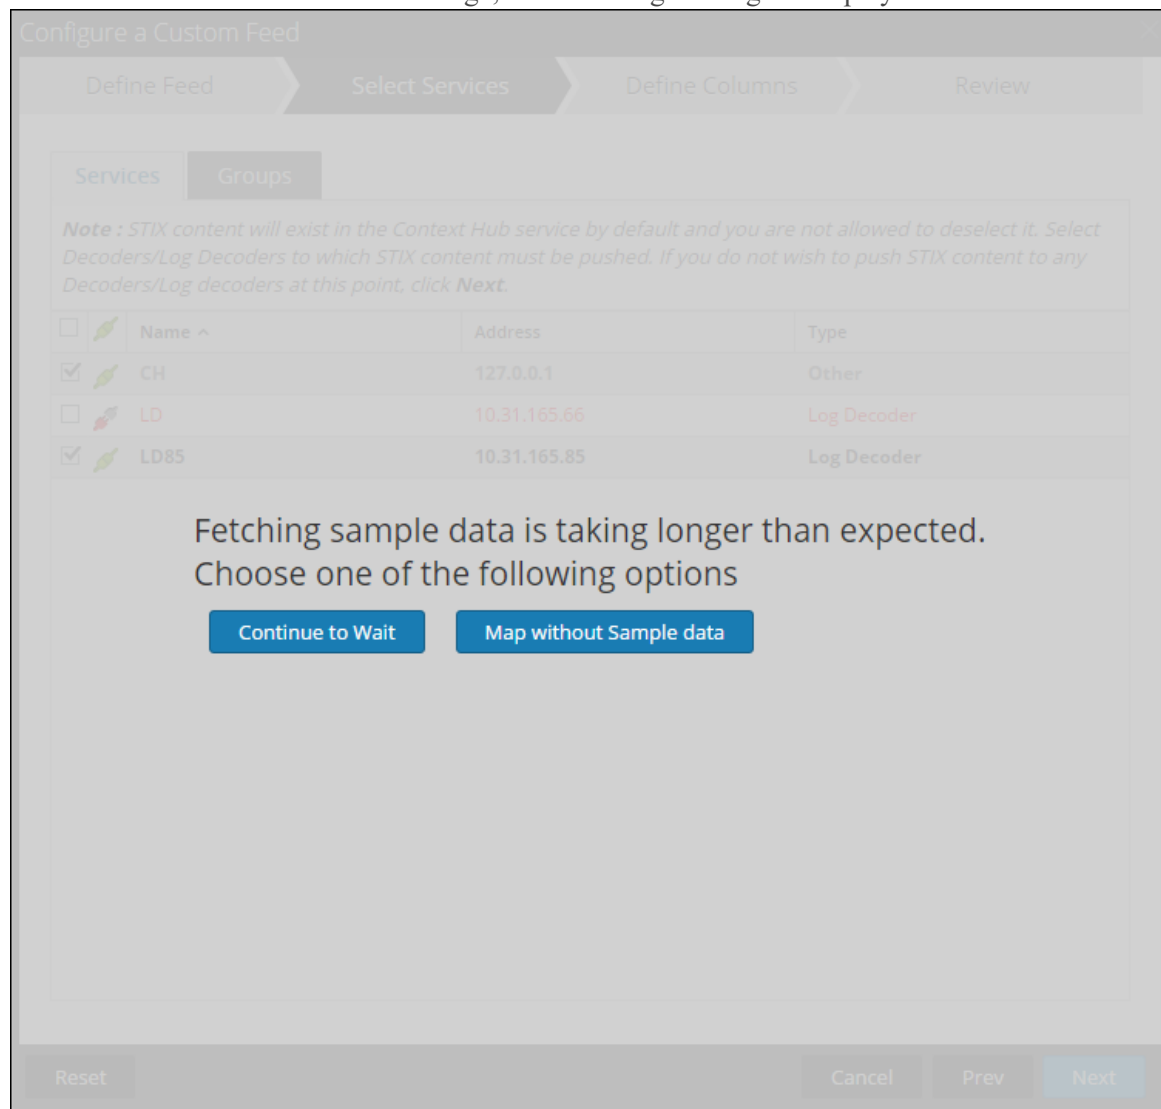 Configure a Custom Feed
Define Feed Select Services Define Columns Review
Services Groups
Note : STIX content will exist in the Context Hub service by default and you are not allowed to deselect it. Select
Decoders/Log Decoders to which STIX content must be pushed. If you do not wish to push STIX content to any
Decoders/Log decoders at this point, click Next.
Name Address Type
CH 127.0.0.1 Other
LD 10.31.165.66 Log Decoder
LD85 10.31.165.85 Log Decoder
Fetching sample data is taking longer than expected.
Choose one of the following options
Continue to Wait Map without Sample data
Reset Cancel Prev Next